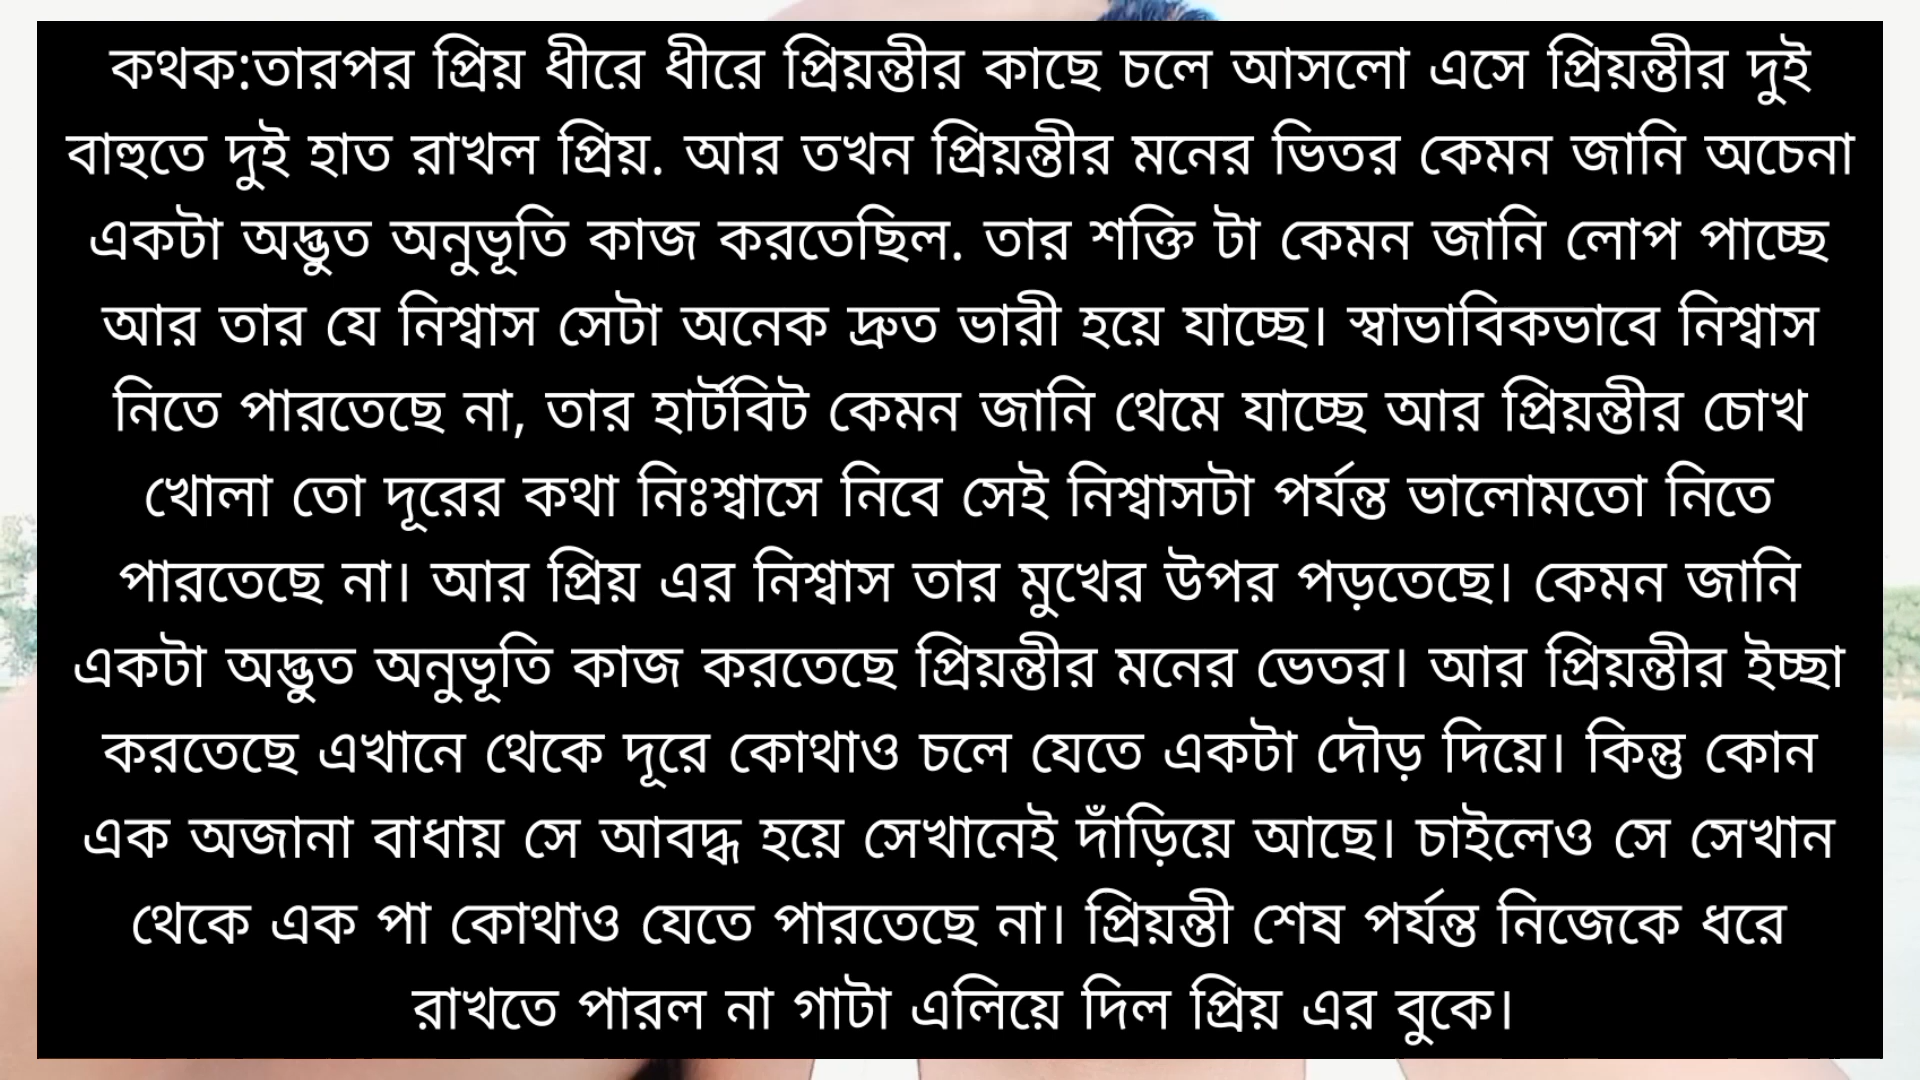 কথক:তারপর প্রিয় ধীরে ধীরে প্রিয়ন্তীর কাছে চলে আসলো এসে প্রিয়ন্তীর দুই
বাহুতে দুই হাত রাখল প্রিয়. আর তখন প্রিয়ন্তীর মনের ভিতর কেমন জানি অচেনা
একটা অদ্ভুত অনুভূতি কাজ করতেছিল. তার শক্তি টা কেমন জানি লোপ পাচ্ছে
আর তার যে নিশ্বাস সেটা অনেক দ্রুত ভারী হয়ে যাচ্ছে। স্বাভাবিকভাবে নিশ্বাস
নিতে পারতেছে না, তার হার্টবিট কেমন জানি থেমে যাচ্ছে আর প্রিয়ন্তীর চোখ
খোলা তো দূরের কথা নিঃশ্বাসে নিবে সেই নিশ্বাসটা পর্যন্ত ভালোমতো নিতে
পারতেছে না। আর প্রিয় এর নিশ্বাস তার মুখের উপর পড়তেছে। কেমন জানি
একটা অদ্ভুত অনুভূতি কাজ করতেছে প্রিয়ন্তীর মনের ভেতর। আর প্রিয়ন্তীর ইচ্ছা
করতেছে এখানে থেকে দূরে কোথাও চলে যেতে একটা দৌড় দিয়ে। কিন্তু কোন
এক অজানা বাধায় সে আবদ্ধ হয়ে সেখানেই দাঁড়িয়ে আছে। চাইলেও সে সেখান
থেকে এক পা কোথাও যেতে পারতেছে না। প্রিয়ন্তী শেষ পর্যন্ত নিজেকে ধরে
রাখতে পারল না গাটা এলিয়ে দিল প্রিয় এর বুকে।